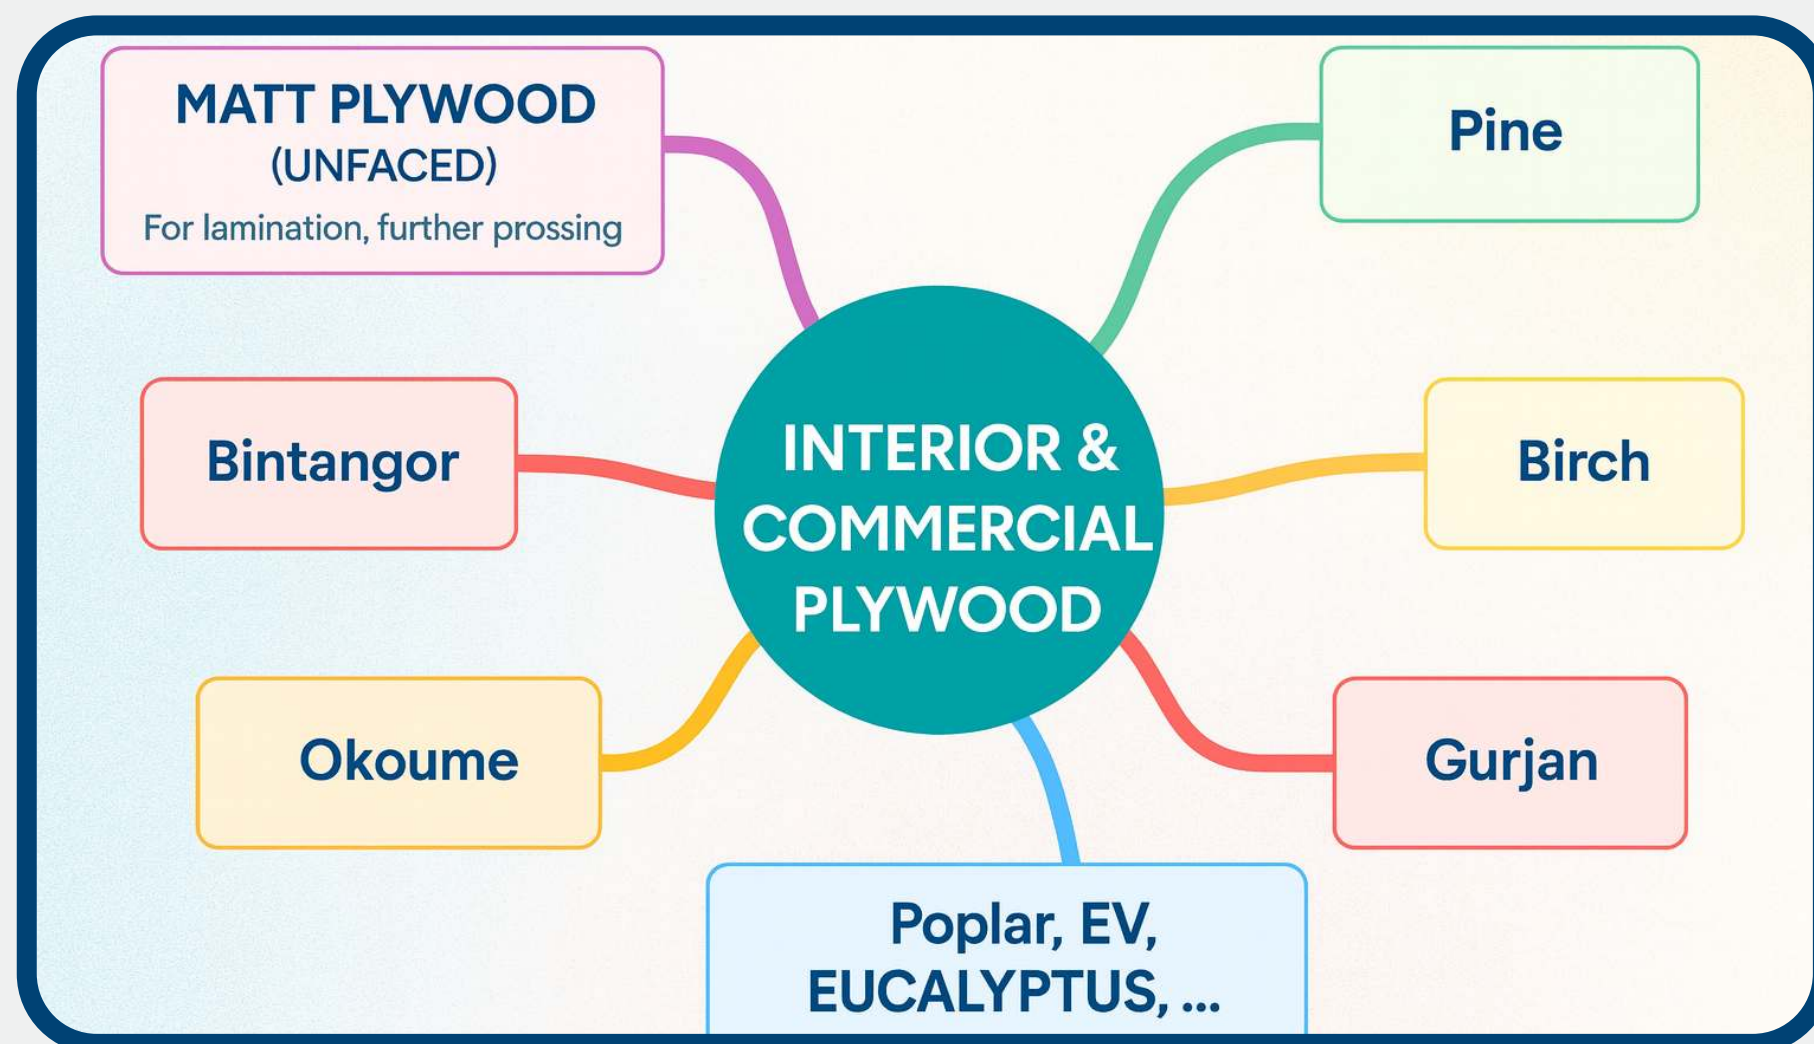 MATT PLYWOOD
(UNFACED)
For lamination, further prossing
Pine
Bintangor
INTERIOR &
COMMERCIAL
PLYWOOD
Birch
Okoume
Gurjan
Poplar, EV,
EUCALYPTUS, ...